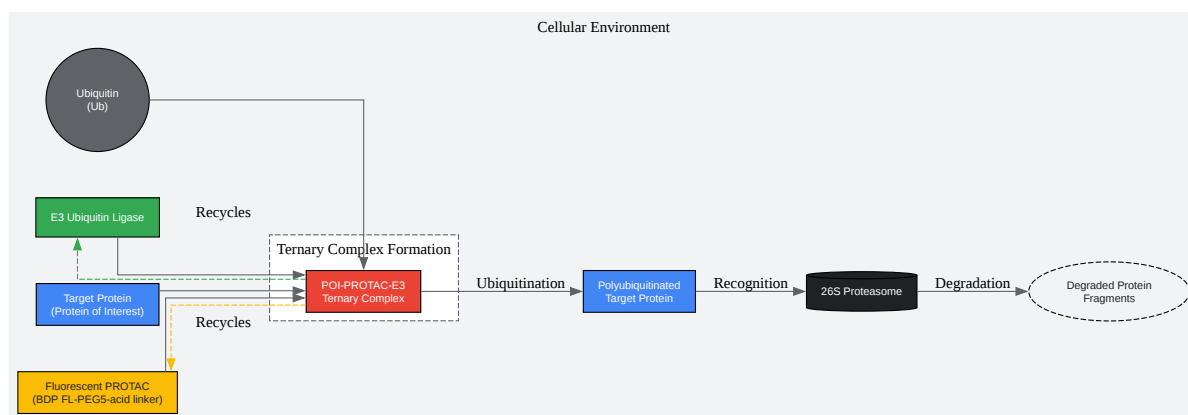 Cellular Environment
Ubiquitin
(Ub)
E3 Ubiquitin Ligase
Recycles
Ternary Complex Formation
POI-PROTAC-E3
Ternary Complex
Target Protein
(Protein of Interest)
Recycles
Fluorescent PROTAC
(BDP FL-PEG5-acid linker)
Ubiquitination
Polyubiquitinated
Target Protein
Recognition
26S Proteasome
Degradation
Degraded Protein
Fragments